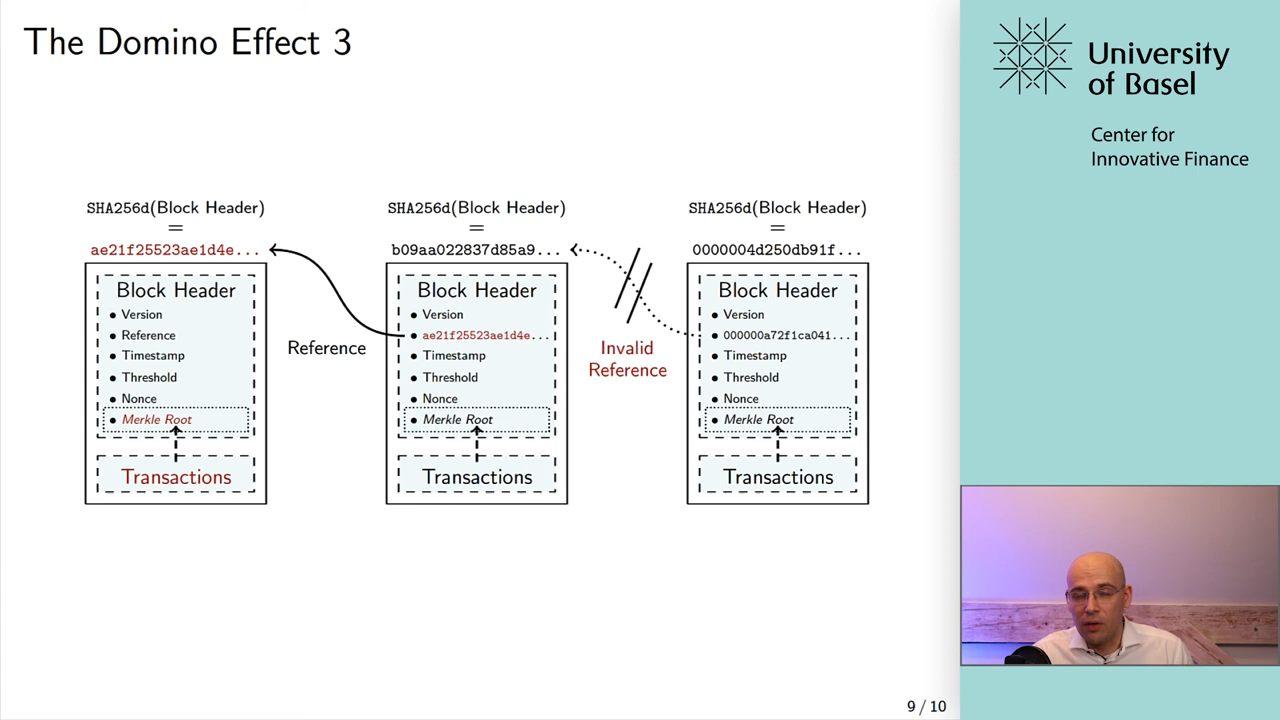 The Domino Effect 3
University
of Basel
Center for
Innovative Finance
SHA256d(Block Header)
=
ae21f25523ae1d4e...
Block Header
• Version
• Reference
• Timestamp
• Threshold
• Nonce
• Merkle Root
Transactions
Reference
SHA256d(Block Header)
=
b09aa022837d85a9...
Block Header
• Version
• ae21f25523ae1d4e...
• Timestamp
• Threshold
• Nonce
• Merkle Root
Transactions
Invalid
Reference
SHA256d(Block Header)
=
0000004d250db91f...
Block Header
• Version
• 000000a72f1ca041...
• Timestamp
• Threshold
• Nonce
• Merkle Root
Transactions
9 / 10